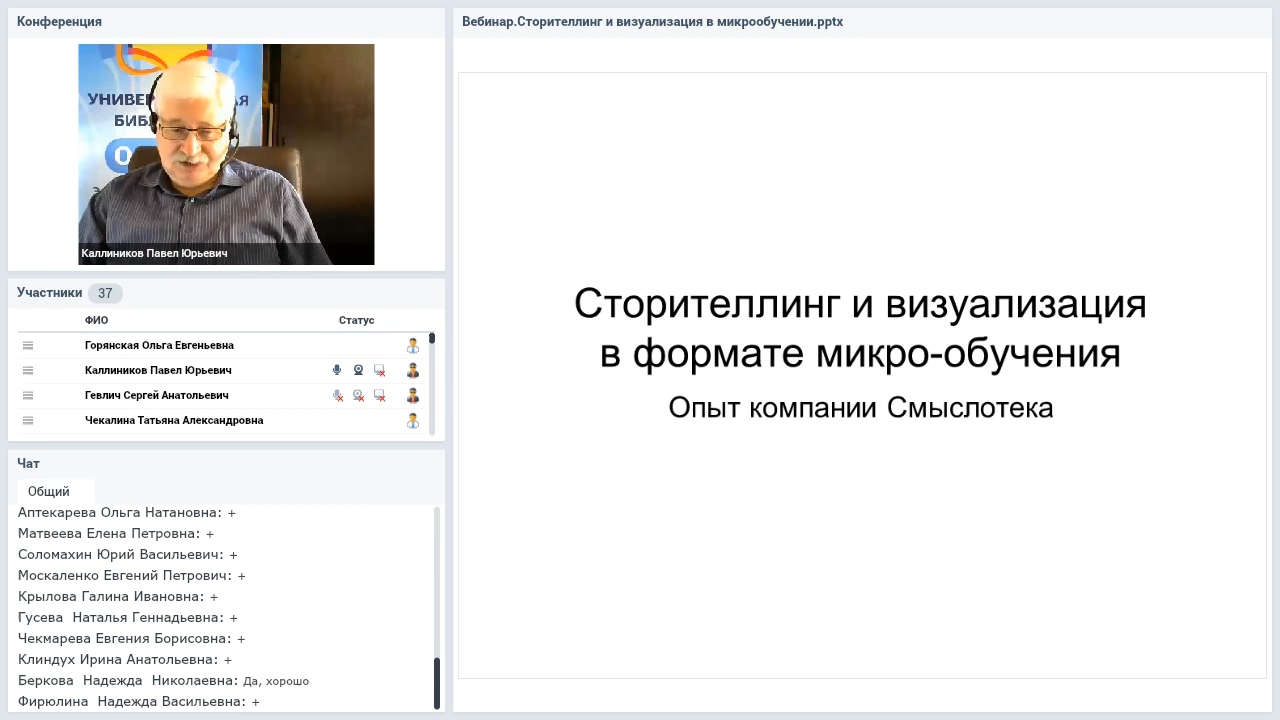 Конференция
УНИВЕР
АЯ
БИБ
Каллиников Павел Юрьевич
Участники 37
ФИО Статус
Горянская Ольга Евгеньевна
Каллиников Павел Юрьевич
Гевлич Сергей Анатольевич
Чекалина Татьяна Александровна
Чат
Общий
Аптекарева Ольга Натановна: +
Матвеева Елена Петровна: +
Соломахин Юрий Васильевич: +
Москаленко Евгений Петрович: +
Крылова Галина Ивановна: +
Гусева  Наталья Геннадьевна: +
Чекмарева Евгения Борисовна: +
Клиндух Ирина Анатольевна: +
Беркова  Надежда  Николаевна: Да, хорошо
Фирюлина  Надежда Васильевна: +
Вебинар.Сторителлинг и визуализация в микрообучении.pptx
Сторителлинг и визуализация
в формате микро-обучения
Опыт компании Смыслотека